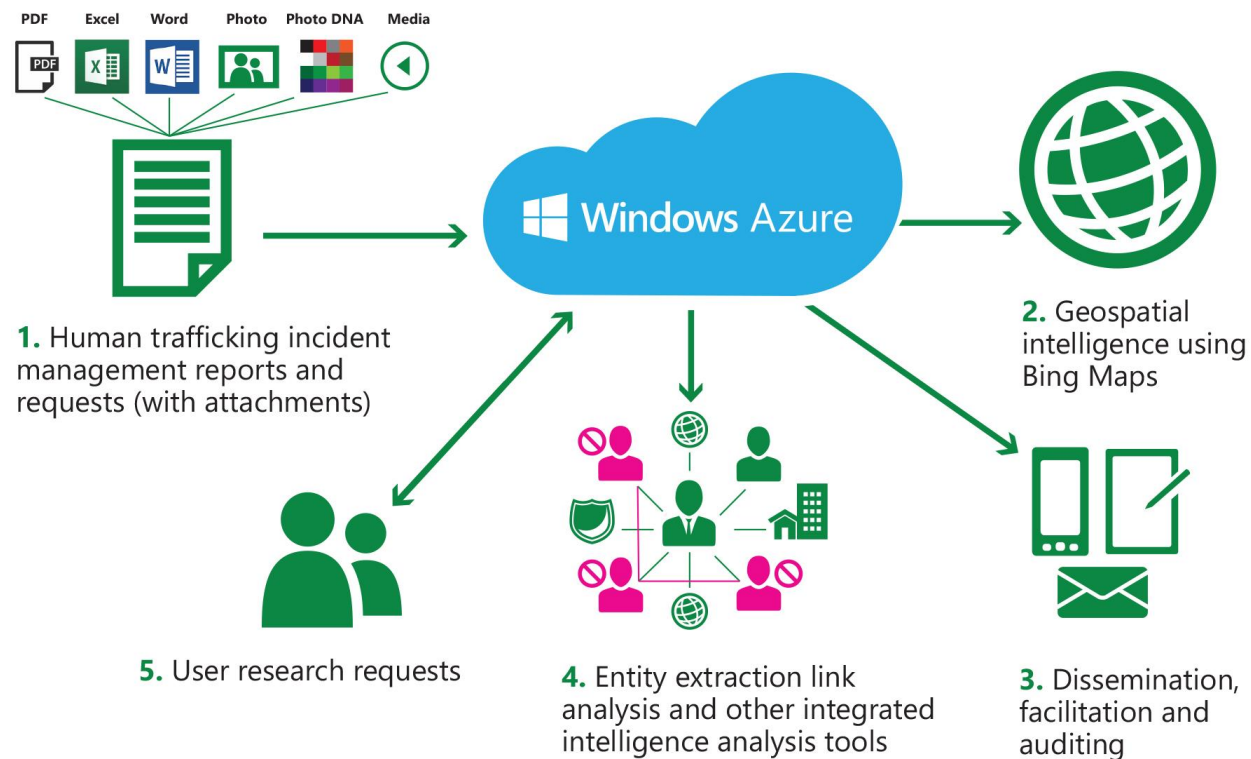 PDF
Excel
Word
Photo
Photo DNA
Media
PDF
X
W
Windows Azure
1. Human trafficking incident
management reports and
requests (with attachments)
2. Geospatial
intelligence using
Bing Maps
3. Dissemination,
facilitation and
auditing
4. Entity extraction link
analysis and other integrated
intelligence analysis tools
5. User research requests